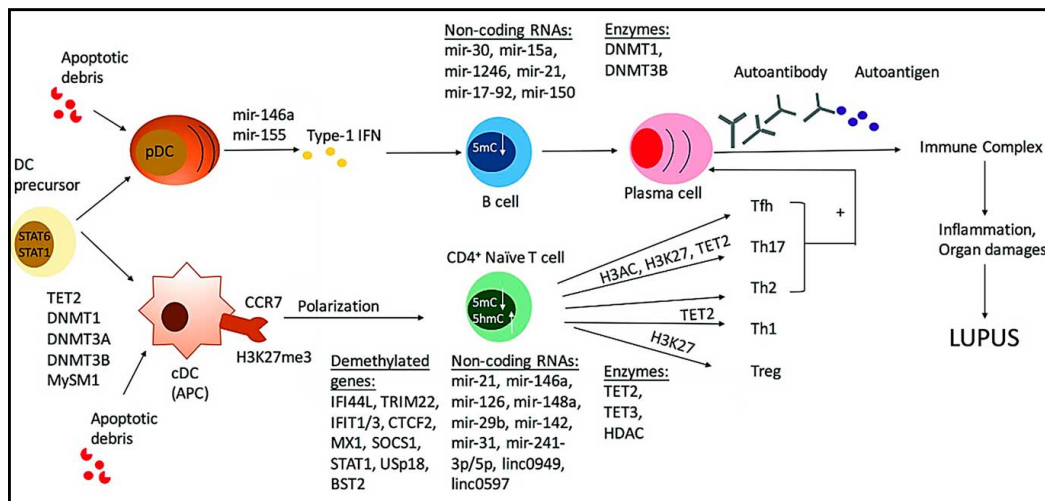 Apoptotic
debris
pDC
mir-146a
mir-155
Type-1 IFN
Non-coding RNAs:
mir-30, mir-15a,
mir-1246, mir-21,
mir-17-92, mir-150
5mC
B cell
Enzymes:
DNMT1,
DNMT3B
Plasma cell
Autoantibody
Autoantigen
Immune Complex
Inflammation,
Organ damages
LUPUS
DC
precursor
STAT6
STAT1
TET2
DNMT1
DNMT3A
DNMT3B
MySM1
Apoptotic
debris
cDC
(APC)
CCR7
H3K27me3
Polarization
Demethylated
genes:
IFI44L, TRIM22,
IFIT1/3, CTCF2,
MX1, SOCS1,
STAT1, USp18,
BST2
CD4+ Naïve T cell
5mC
5hmC
Non-coding RNAs:
mir-21, mir-146a,
mir-126, mir-148a,
mir-29b, mir-142,
mir-31, mir-241-
3p/5p, linc0949,
linc0597
H3AC, H3K27, TET2
TET2
H3K27
Enzymes:
TET2,
TET3,
HDAC
Tfh
Th17
Th2
Th1
Treg
+